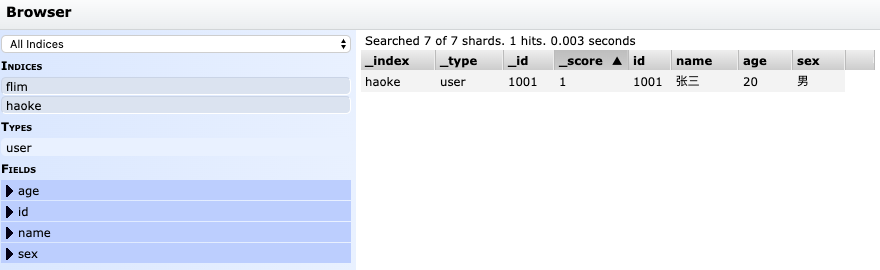 Browser
All Indices
INDICES
flim
haoke
TYPES
user
FIELDS
age
id
name
sex
Searched 7 of 7 shards. 1 hits. 0.003 seconds
_index _type _id _score ▲ id name age sex
haoke user 1001 1 1001 张三 20 男